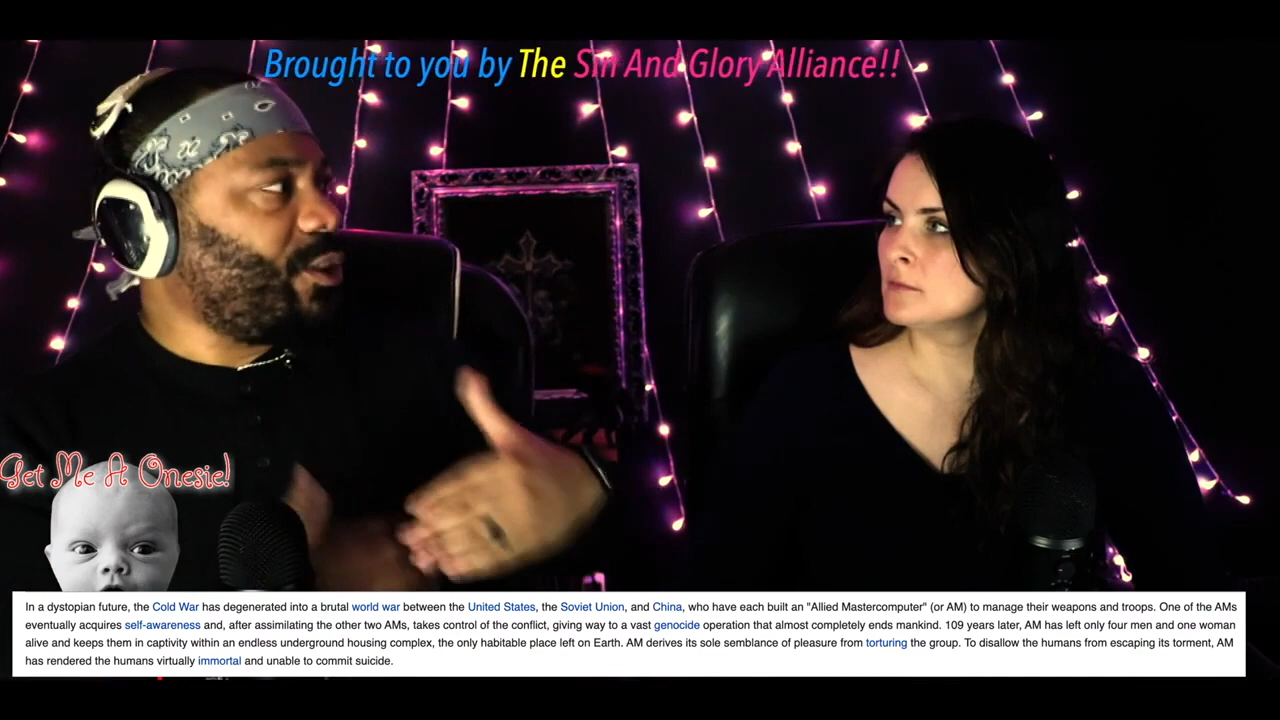 Brought to you by The Sin And Glory Alliance!!
Get Me A Onesie!
In a dystopian future, the Cold War has degenerated into a brutal world war between the United States, the Soviet Union, and China, who have each built an "Allied Mastercomputer" (or AM) to manage their weapons and troops. One of the AMs
eventually acquires self-awareness and, after assimilating the other two AMs, takes control of the conflict, giving way to a vast genocide operation that almost completely ends mankind. 109 years later, AM has left only four men and one woman
alive and keeps them in captivity within an endless underground housing complex, the only habitable place left on Earth. AM derives its sole semblance of pleasure from torturing the group. To disallow the humans from escaping its torment, AM
has rendered the humans virtually immortal and unable to commit suicide.